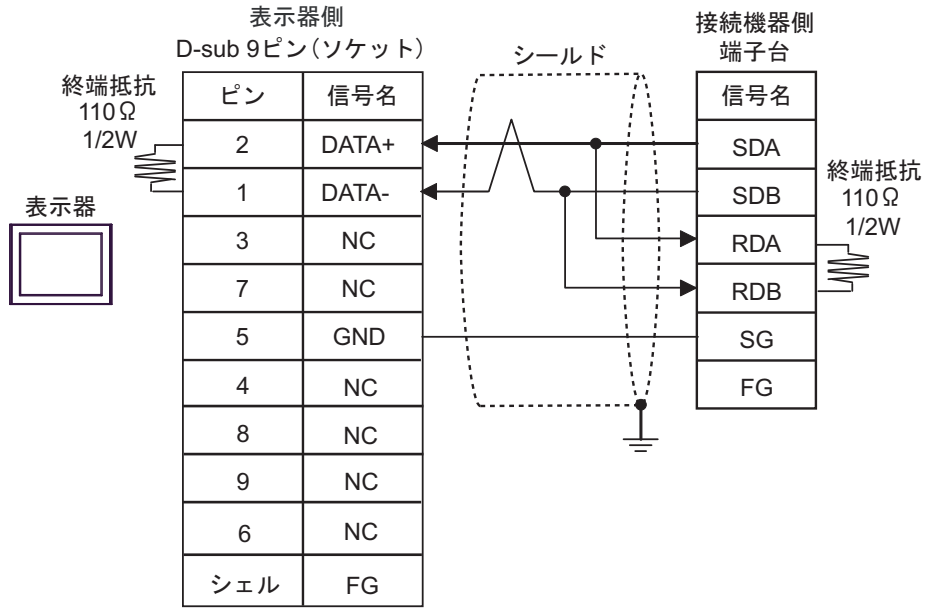 表示器側
D-sub 9ピン(ソケット)
シールド
接続機器側
端子台
終端抵抗
110Ω
1/2W
ピン 信号名
2 DATA+
1 DATA-
3 NC
7 NC
5 GND
4 NC
8 NC
9 NC
6 NC
シェル FG
表示器
信号名
SDA
SDB
RDA
RDB
SG
FG
終端抵抗
110Ω
1/2W